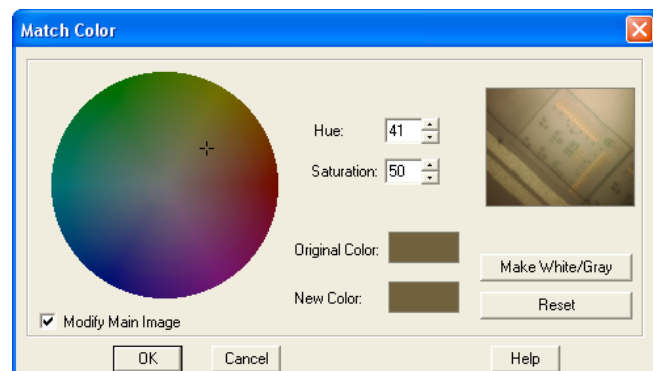 Match Color
Hue: 41
Saturation: 50
Original Color:
Make White/Gray
New Color:
Reset
Modify Main Image
OK Cancel Help